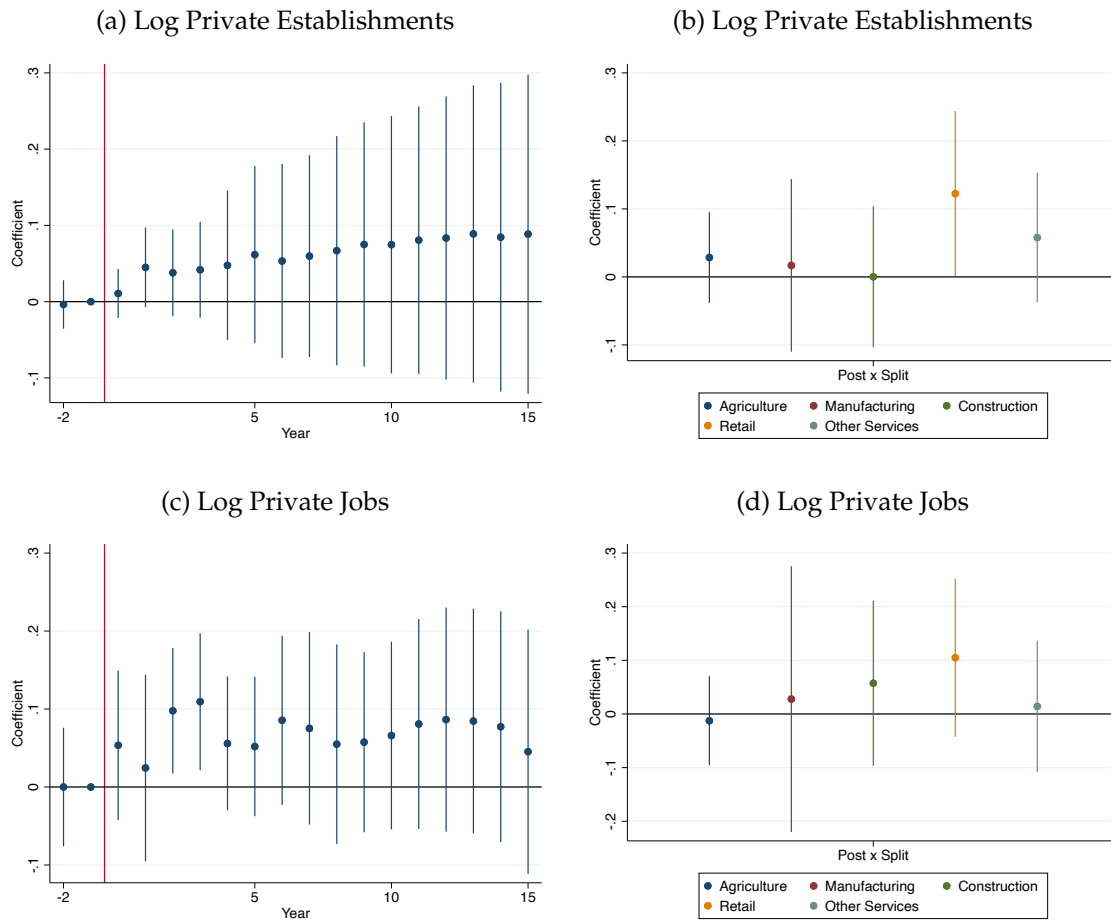 (a) Log Private Establishments
.3
.2
.1
0
-.1
Coefficient
-2
5
10
15
Year
(b) Log Private Establishments
.3
.2
.1
0
-.1
Coefficient
Post x Split
Agriculture Manufacturing Construction
Retail Other Services
(c) Log Private Jobs
.3
.2
.1
0
-.1
Coefficient
-2
5
10
15
Year
(d) Log Private Jobs
.3
.2
.1
0
-.1
-.2
Coefficient
Post x Split
Agriculture Manufacturing Construction
Retail Other Services